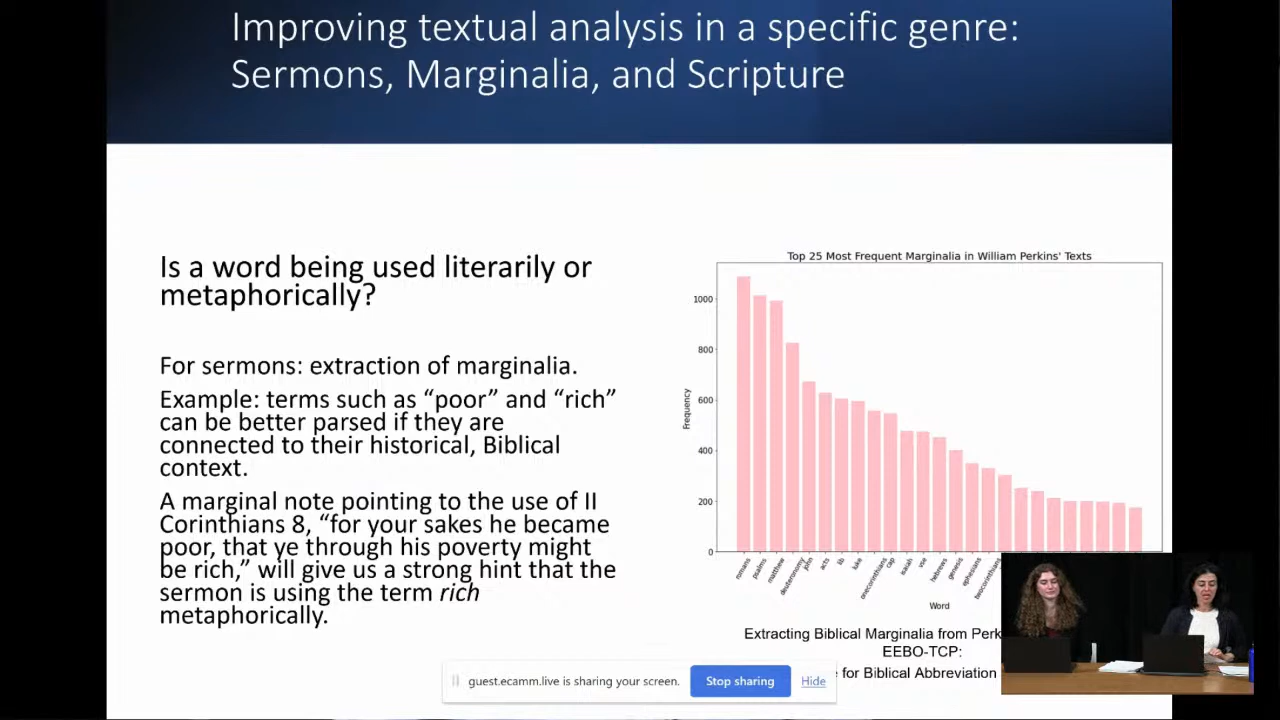 Improving textual analysis in a specific genre:
Sermons, Marginalia, and Scripture
Is a word being used literarily or
metaphorically?
For sermons: extraction of marginalia.
Example: terms such as “poor” and “rich”
can be better parsed if they are
connected to their historical, Biblical
context.
A marginal note pointing to the use of II
Corinthians 8, “for your sakes he became
poor, that ye through his poverty might
be rich,” will give us a strong hint that the
sermon is using the term rich
metaphorically.
Top 25 Most Frequent Marginalia in William Perkins' Texts
Frequency
1000
800
600
400
200
0
romans
psalms
matthew
deuteronomy
john
acts
lib
luke
onecorinthians
cap
isaiah
vse
hebrews
genesis
ephesians
twocorinthians
Word
Extracting Biblical Marginalia from
EEBO-TCP:
for Biblical Abbreviation
guest.ecamm.live is sharing your screen.
Stop sharing
Hide